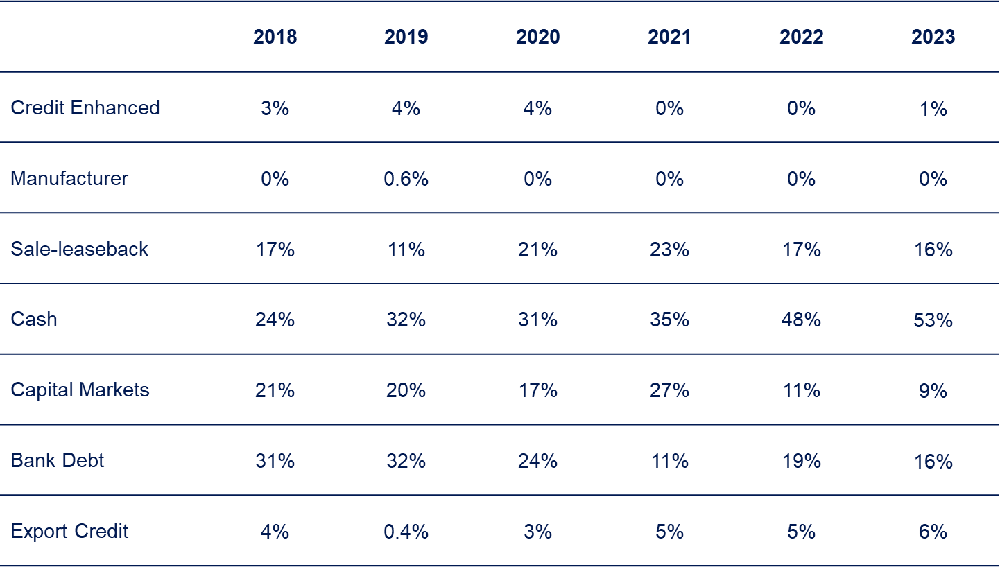 2018 2019 2020 2021 2022 2023
Credit Enhanced 3% 4% 4% 0% 0% 1%
Manufacturer 0% 0.6% 0% 0% 0% 0%
Sale-leaseback 17% 11% 21% 23% 17% 16%
Cash 24% 32% 31% 35% 48% 53%
Capital Markets 21% 20% 17% 27% 11% 9%
Bank Debt 31% 32% 24% 11% 19% 16%
Export Credit 4% 0.4% 3% 5% 5% 6%